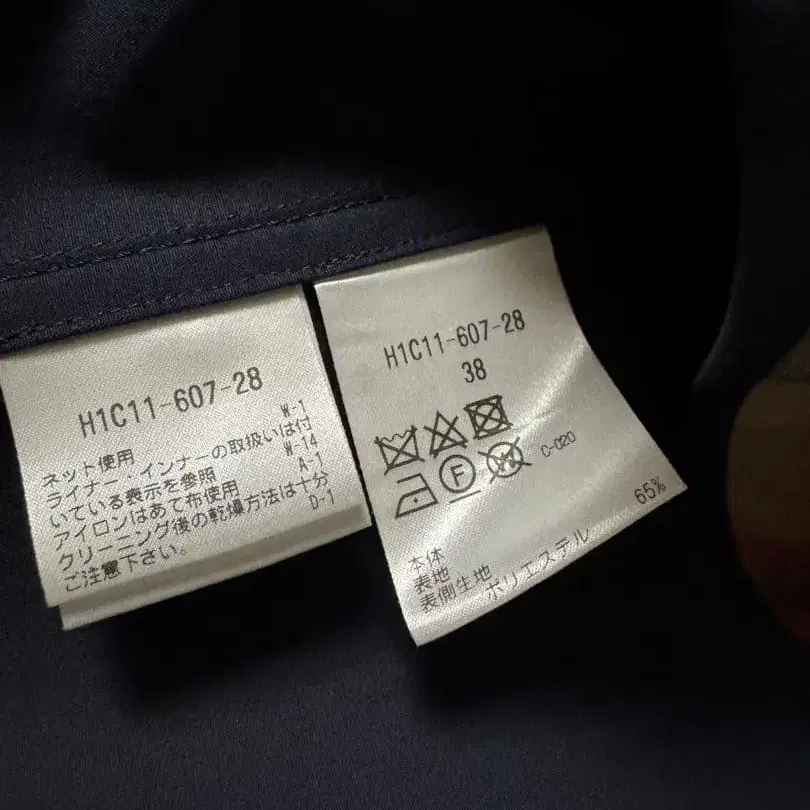 H1C11-607-28
W-1
ネット使用
ライナー・インナーの取扱いは付
W-14
いている表示を参照
A-1
アイロンはあて布使用
クリーニング後の乾燥方法は十分
D-1
ご注意下さい。
H1C11-607-28
38
F
W
C-020
本体
表地
表側生地
ポリエステル 65%